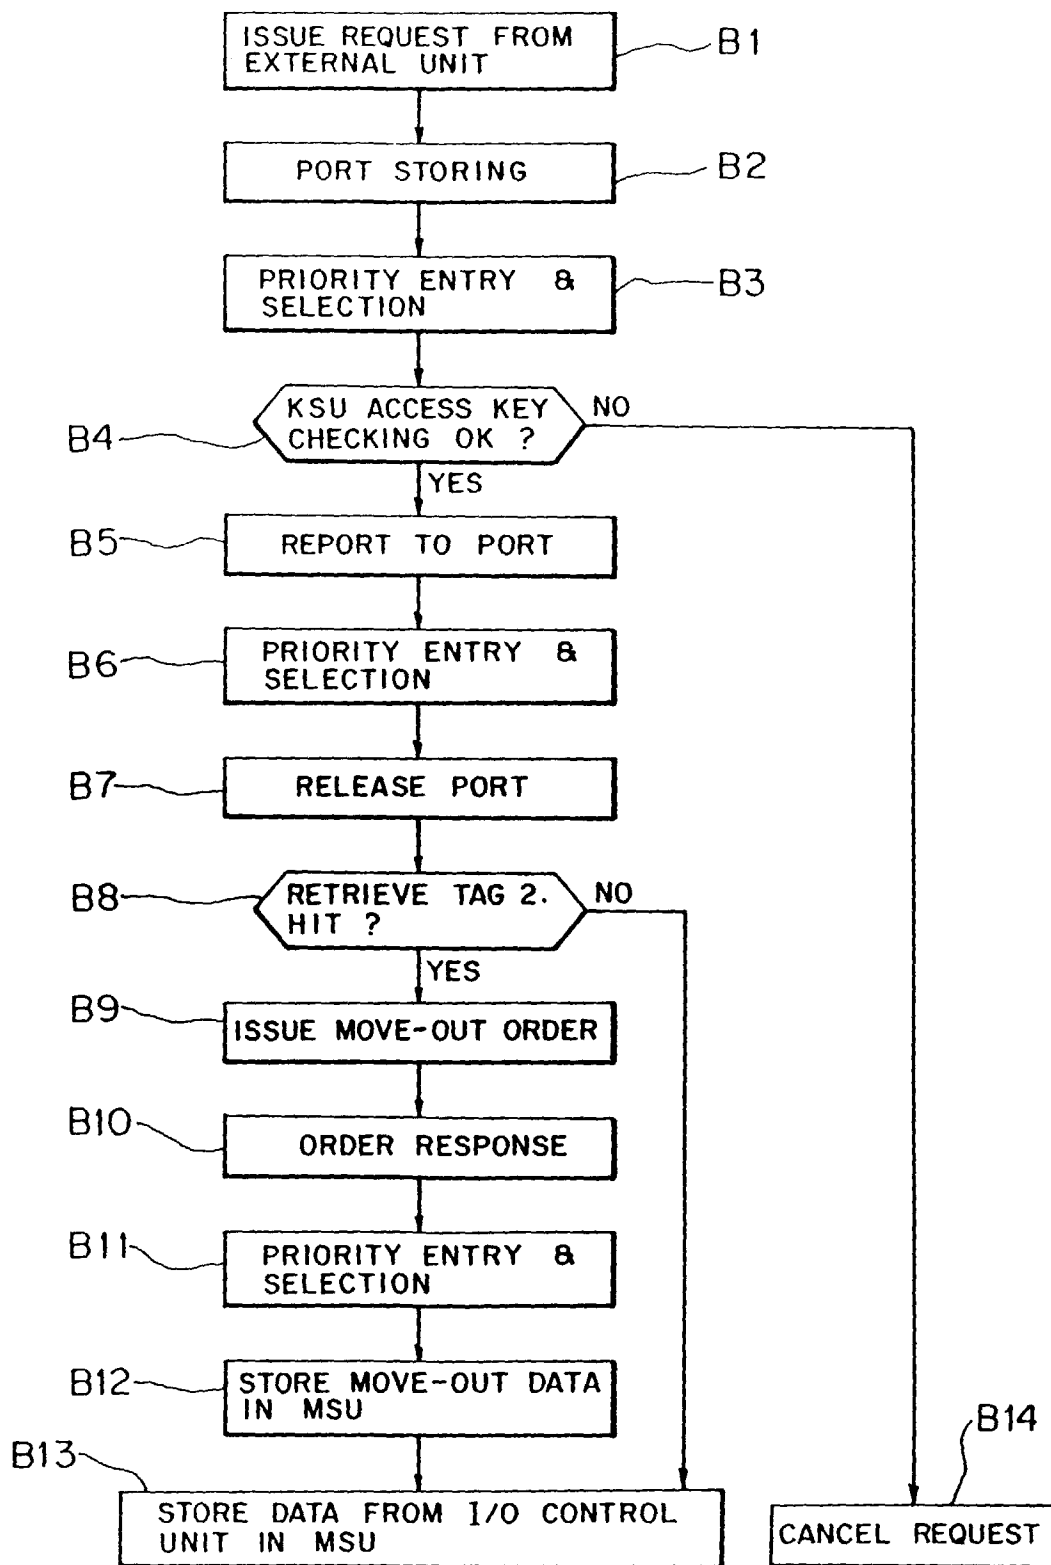 ISSUE REQUEST FROM
EXTERNAL UNIT
B1
PORT STORING
B2
PRIORITY ENTRY &
SELECTION
B3
KSU ACCESS KEY
CHECKING OK ?
NO
B4
YES
B5
REPORT TO PORT
B6
PRIORITY ENTRY &
SELECTION
B7
RELEASE PORT
B8
RETRIEVE TAG 2.
HIT ?
NO
YES
B9
ISSUE MOVE-OUT ORDER
B10
ORDER RESPONSE
B11
PRIORITY ENTRY &
SELECTION
B12
STORE MOVE-OUT DATA
IN MSU
B13
STORE DATA FROM I/O CONTROL
UNIT IN MSU
B14
CANCEL REQUEST